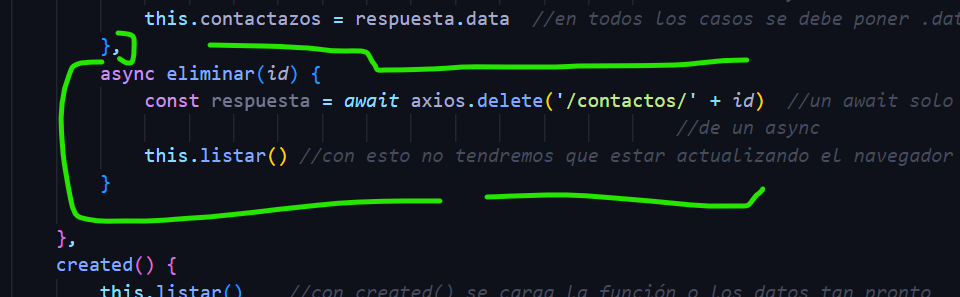 this.contactazos = respuesta.data  //en todos los casos se debe poner .dat
},
async eliminar(id) {
const respuesta = await axios.delete('/contactos/' + id)  //un await solo
//de un async
this.listar() //con esto no tendremos que estar actualizando el navegador
}
},
created() {
this.listar()    //con created() se carga la función o los datos tan pronto